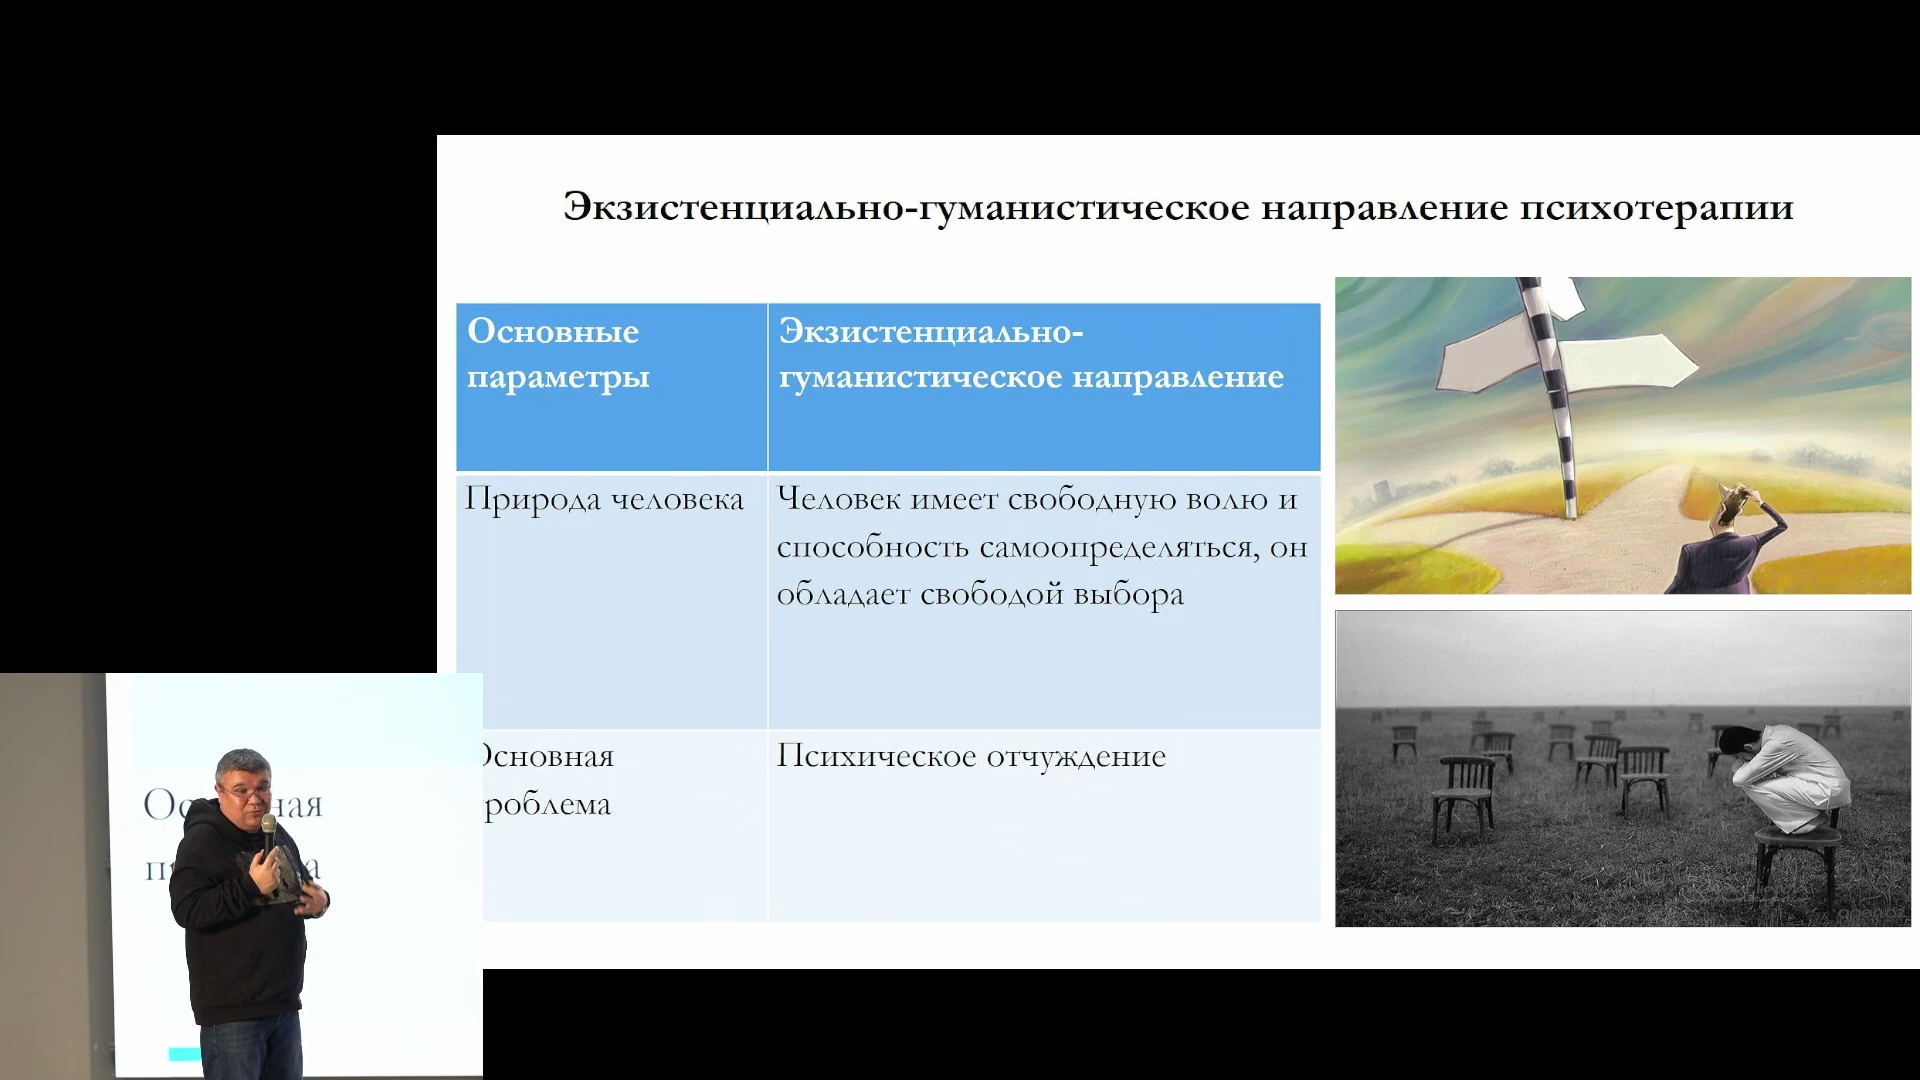 Экзистенциально-гуманистическое направление психотерапии
Основные
параметры
Экзистенциально-
гуманистическое направление
Природа человека
Человек имеет свободную волю и
способность самоопределяться, он
обладает свободой выбора
Основная
роблема
Психическое отчуждение